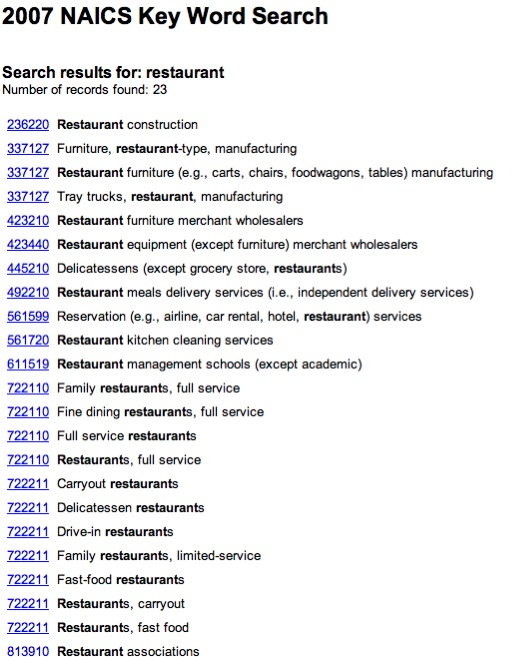 2007 NAICS Key Word Search
Search results for: restaurant
Number of records found: 23
236220 Restaurant construction
337127 Furniture, restaurant-type, manufacturing
337127 Restaurant furniture (e.g., carts, chairs, foodwagons, tables) manufacturing
337127 Tray trucks, restaurant, manufacturing
423210 Restaurant furniture merchant wholesalers
423440 Restaurant equipment (except furniture) merchant wholesalers
445210 Delicatessens (except grocery store, restaurants)
492210 Restaurant meals delivery services (i.e., independent delivery services)
561599 Reservation (e.g., airline, car rental, hotel, restaurant) services
561720 Restaurant kitchen cleaning services
611519 Restaurant management schools (except academic)
722110 Family restaurants, full service
722110 Fine dining restaurants, full service
722110 Full service restaurants
722110 Restaurants, full service
722211 Carryout restaurants
722211 Delicatessen restaurants
722211 Drive-in restaurants
722211 Family restaurants, limited-service
722211 Fast-food restaurants
722211 Restaurants, carryout
722211 Restaurants, fast food
813910 Restaurant associations